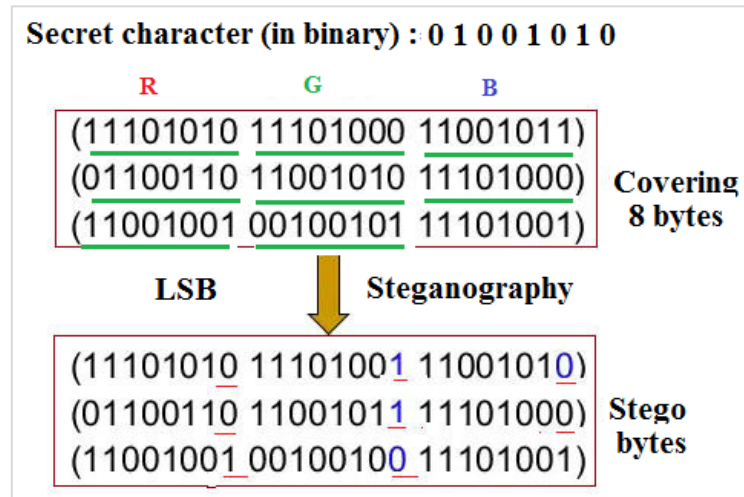 Secret character (in binary) : 0 1 0 0 1 0 1 0
R G B
(11101010 11101000 11001011)
(01100110 11001010 11101000)
(11001001 00100101 11101001)
Covering
8 bytes
LSB Steganography
(11101010 11101001 11001010)
(01100110 11001011 11101000)
(11001001 00100100 11101001)
Stego
bytes